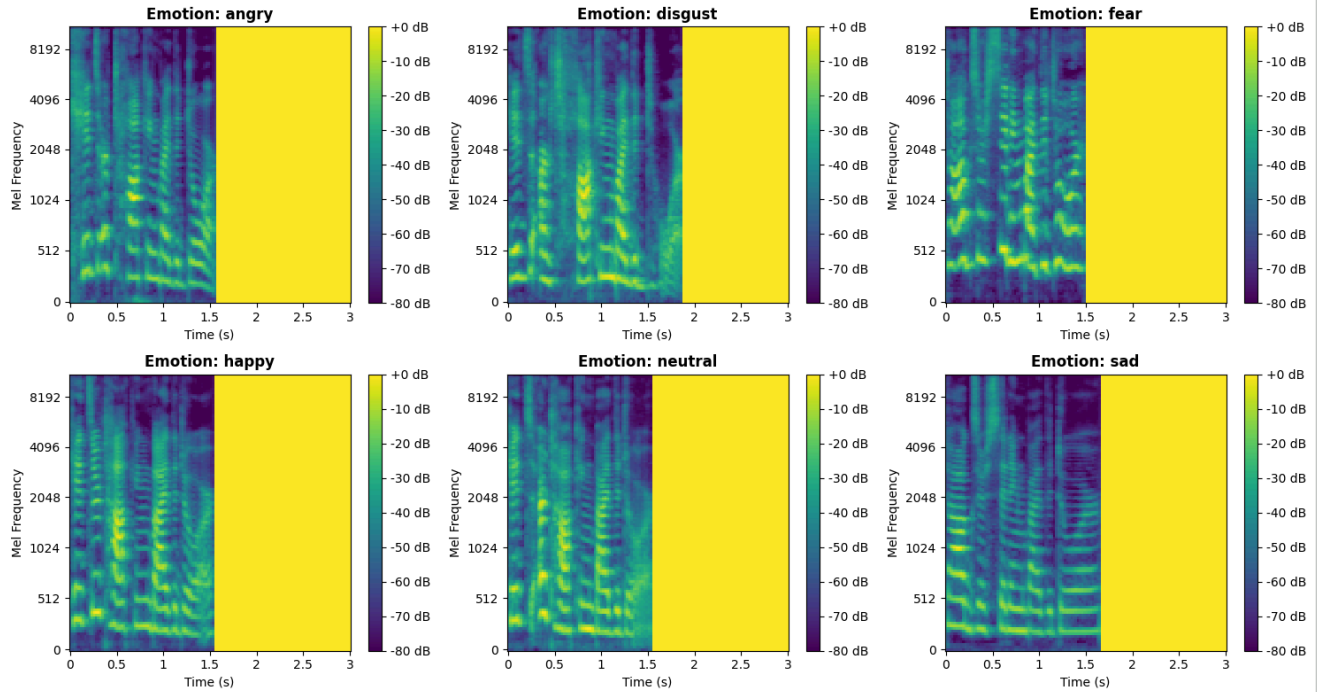 Emotion: angry
Mel Frequency
8192
4096
2048
1024
512
0
0 0.5 1 1.5 2 2.5 3
Time (s)
+0 dB
-10 dB
-20 dB
-30 dB
-40 dB
-50 dB
-60 dB
-70 dB
-80 dB
Emotion: disgust
Mel Frequency
8192
4096
2048
1024
512
0
0 0.5 1 1.5 2 2.5 3
Time (s)
+0 dB
-10 dB
-20 dB
-30 dB
-40 dB
-50 dB
-60 dB
-70 dB
-80 dB
Emotion: fear
Mel Frequency
8192
4096
2048
1024
512
0
0 0.5 1 1.5 2 2.5 3
Time (s)
+0 dB
-10 dB
-20 dB
-30 dB
-40 dB
-50 dB
-60 dB
-70 dB
-80 dB
Emotion: happy
Mel Frequency
8192
4096
2048
1024
512
0
0 0.5 1 1.5 2 2.5 3
Time (s)
+0 dB
-10 dB
-20 dB
-30 dB
-40 dB
-50 dB
-60 dB
-70 dB
-80 dB
Emotion: neutral
Mel Frequency
8192
4096
2048
1024
512
0
0 0.5 1 1.5 2 2.5 3
Time (s)
+0 dB
-10 dB
-20 dB
-30 dB
-40 dB
-50 dB
-60 dB
-70 dB
-80 dB
Emotion: sad
Mel Frequency
8192
4096
2048
1024
512
0
0 0.5 1 1.5 2 2.5 3
Time (s)
+0 dB
-10 dB
-20 dB
-30 dB
-40 dB
-50 dB
-60 dB
-70 dB
-80 dB